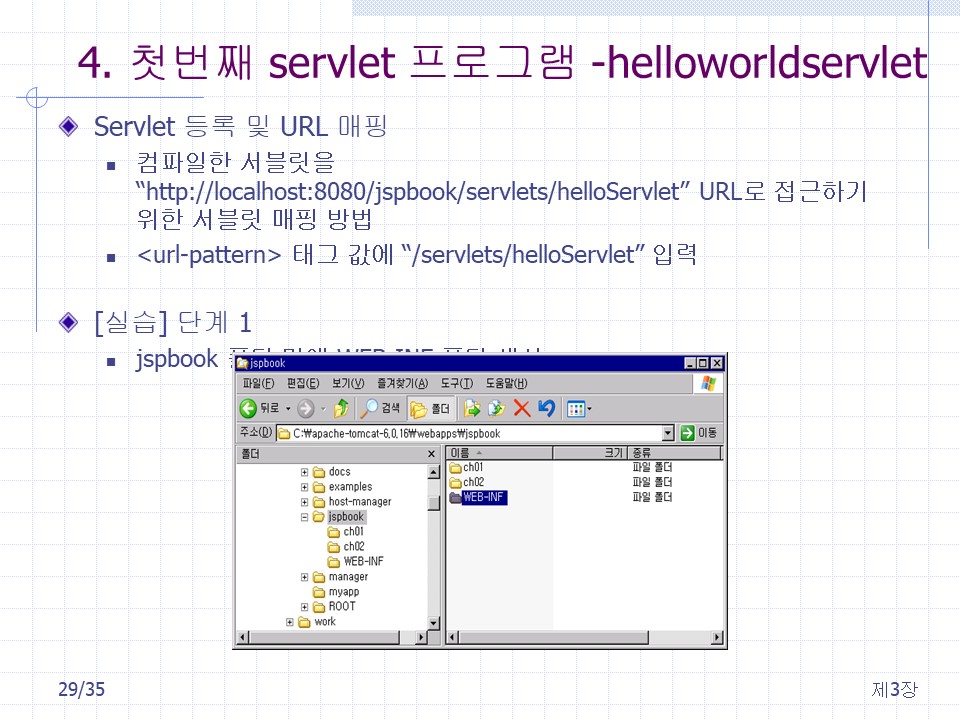 4. 첫번째 servlet 프로그램 -helloworldservlet
Servlet 등록 및 URL 매핑
컴파일한 서블릿을
“http://localhost:8080/jspbook/servlets/helloServlet” URL로 접근하기
위한 서블릿 매핑 방법
<url-pattern> 태그 값에 “/servlets/helloServlet” 입력
[실습] 단계 1
jspbook
jspbook
파일(F) 편집(E) 보기(V) 즐겨찾기(A) 도구(T) 도움말(H)
뒤로 검색 폴더
주소(D) C:₩apache-tomcat-6.0.16₩webapps₩jspbook 이동
폴더 x
docs
examples
host-manager
jspbook
ch01
ch02
WEB-INF
manager
myapp
ROOT
work
이름 크기 종류
ch01 파일 폴더
ch02 파일 폴더
WEB-INF 파일 폴더
29/35
제3장